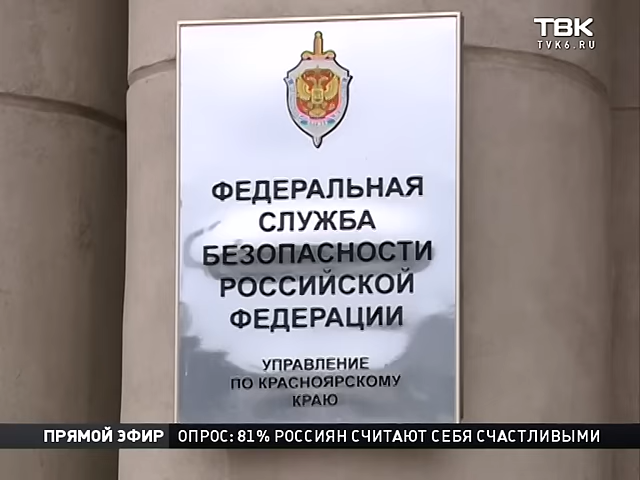 ТВК
TVK6.RU
ФЕДЕРАЛЬНАЯ
СЛУЖБА
БЕЗОПАСНОСТИ
РОССИЙСКОЙ
ФЕДЕРАЦИИ
УПРАВЛЕНИЕ
ПО КРАСНОЯРСКОМУ
КРАЮ
ПРЯМОЙ ЭФИР ОПРОС: 81% РОССИЯН СЧИТАЮТ СЕБЯ СЧАСТЛИВЫМИ